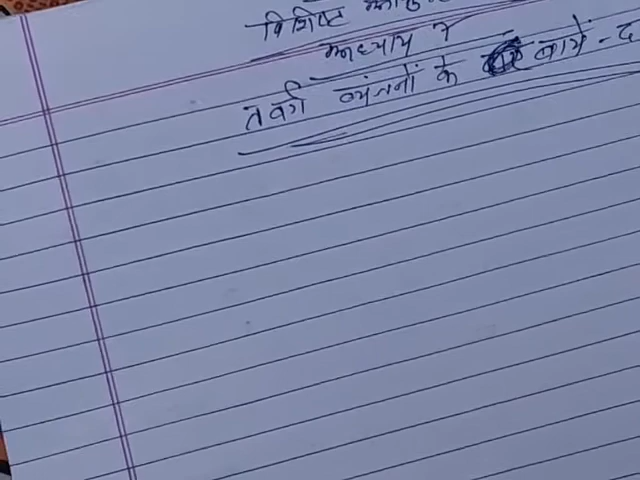 विशिष्ट
अध्याय 7
तवर्ग व्यंजनों के बारे - द